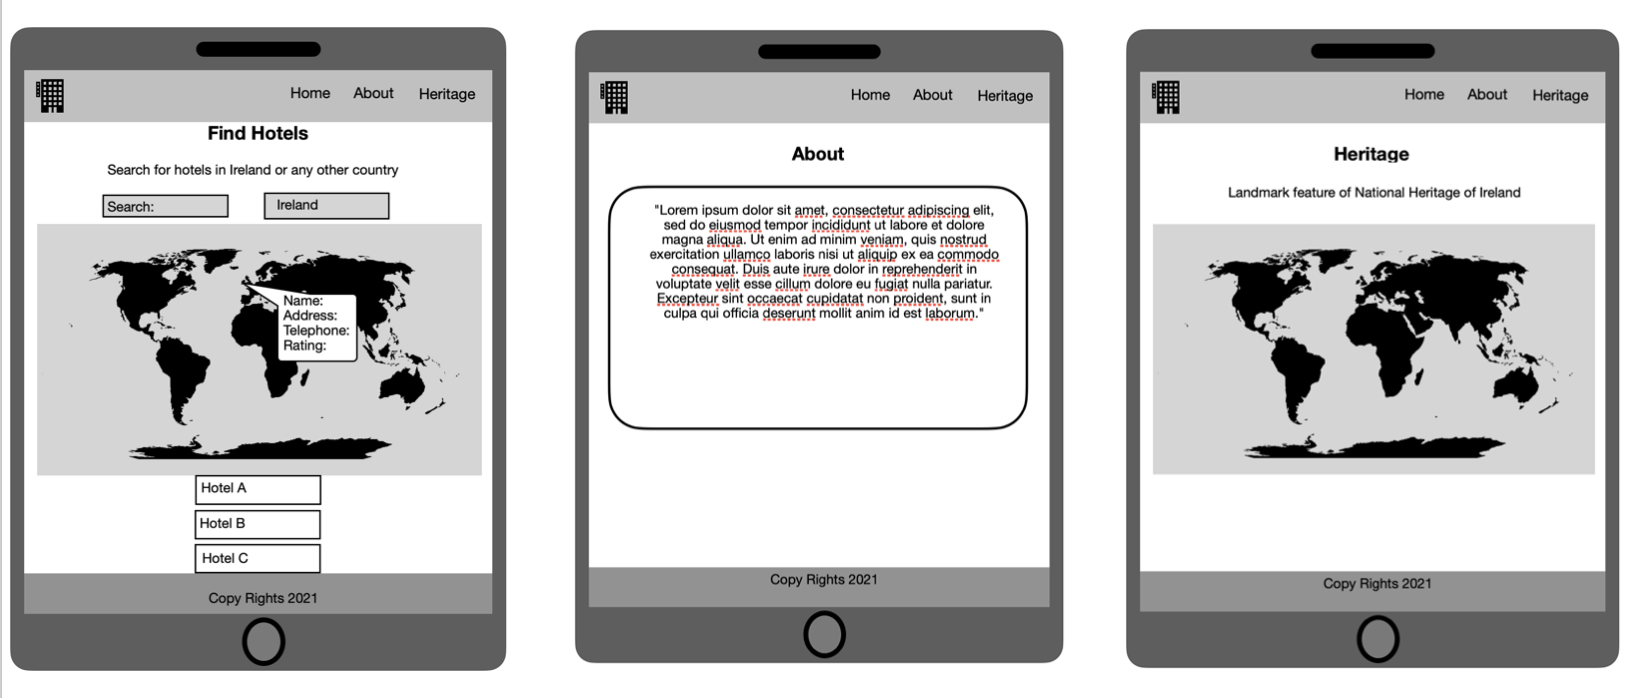 Home About Heritage
Find Hotels
Search for hotels in Ireland or any other country
Search: Ireland
Name:
Address:
Telephone:
Rating:
Hotel A
Hotel B
Hotel C
Copy Rights 2021
Home About Heritage
About
"Lorem ipsum dolor sit amet, consectetur adipiscing elit,
sed do eiusmod tempor incididunt ut labore et dolore
magna aliqua. Ut enim ad minim veniam, quis nostrud
exercitation ullamco laboris nisi ut aliquip ex ea commodo
consequat. Duis aute irure dolor in reprehenderit in
voluptate velit esse cillum dolore eu fugiat nulla pariatur.
Excepteur sint occaecat cupidatat non proident, sunt in
culpa qui officia deserunt mollit anim id est laborum."
Copy Rights 2021
Home About Heritage
Heritage
Landmark feature of National Heritage of Ireland
Copy Rights 2021